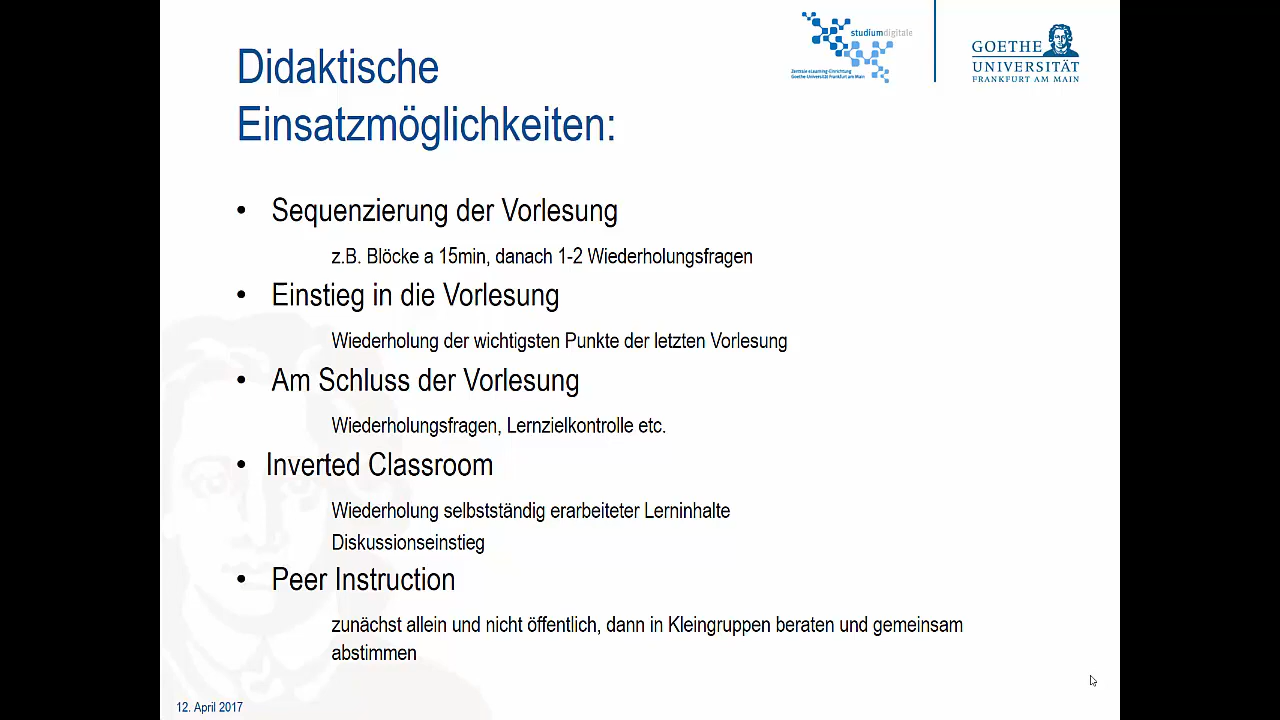 studiumdigitale
Zentrale eLearning-Einrichtung
Goethe-Universität Frankfurt am Main
GOETHE
UNIVERSITÄT
FRANKFURT AM MAIN
Didaktische
Einsatzmöglichkeiten:
• Sequenzierung der Vorlesung
z.B. Blöcke a 15min, danach 1-2 Wiederholungsfragen
• Einstieg in die Vorlesung
Wiederholung der wichtigsten Punkte der letzten Vorlesung
• Am Schluss der Vorlesung
Wiederholungsfragen, Lernzielkontrolle etc.
• Inverted Classroom
Wiederholung selbstständig erarbeiteter Lerninhalte
Diskussionseinstieg
• Peer Instruction
zunächst allein und nicht öffentlich, dann in Kleingruppen beraten und gemeinsam
abstimmen
12. April 2017